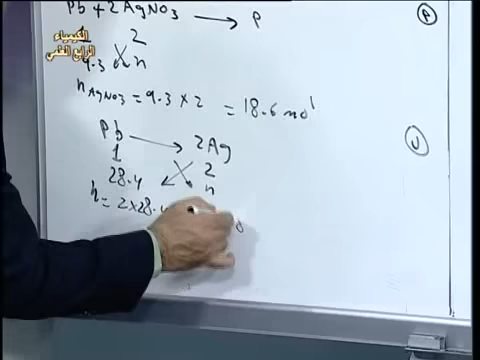 Pb + 2AgNO3 → P
الكيمياء
الرابع العلمي
2
9.3 n
nAgNO3 = 9.3 × 2 = 18.6 mol
Pb → 2Ag
1 2
28.4 n
n = 2×28.